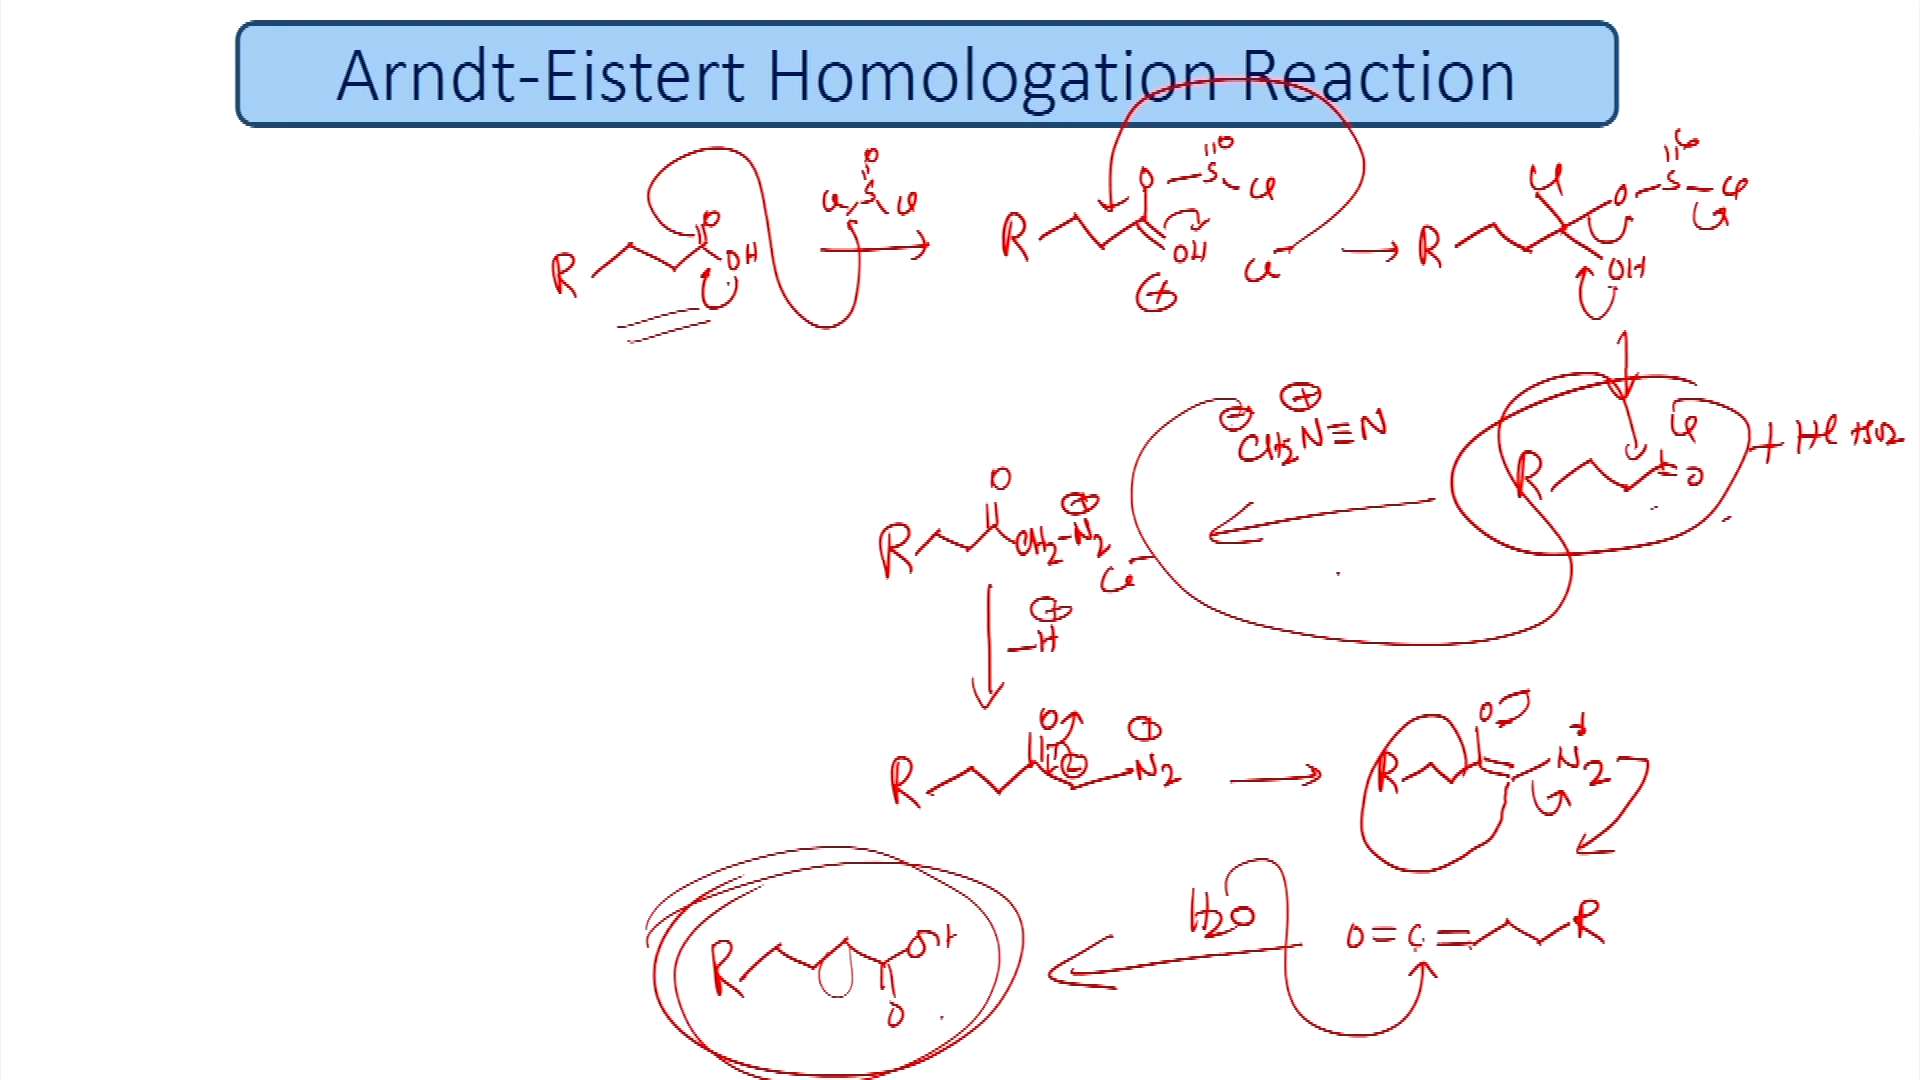 Arndt-Eistert Homologation Reaction
R O OH Cl S O Cl
R O S O Cl OH ⊕ Cl⁻
R Cl O S O Cl OH
⊖ CH2 N⊕ ≡ N
R Cl O + HCl + SO2
R O CH2-N2 ⊕ Cl⁻
-H ⊕
R O ⊖ N2 ⊕
R O⊖ N2 +
H2O
O=C= R
R OH O